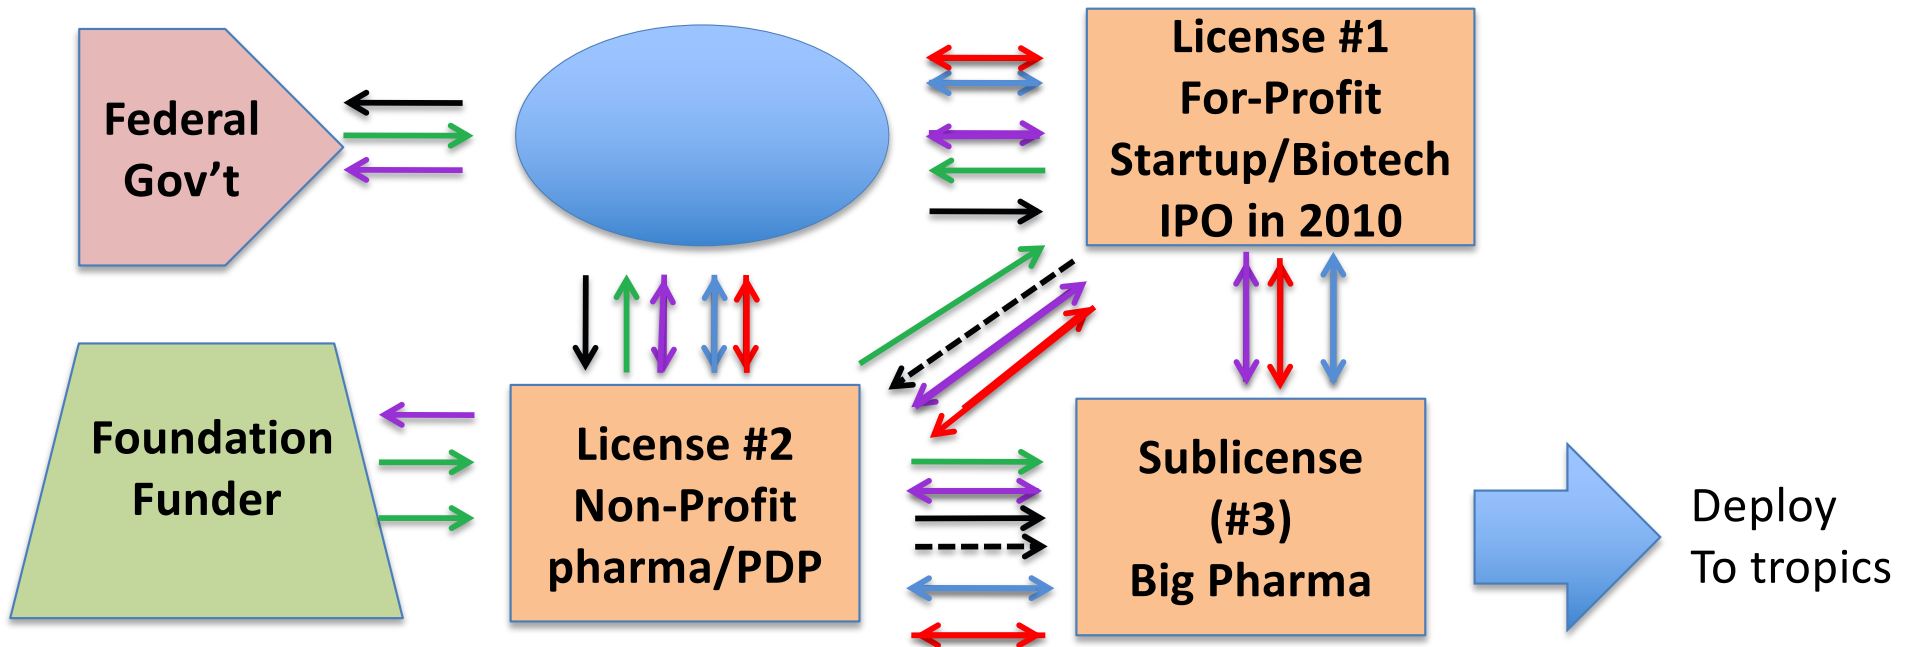 Federal
Gov’t
License #1
For-Profit
Startup/Biotech
IPO in 2010
Foundation
Funder
License #2
Non-Profit
pharma/PDP
Sublicense
(#3)
Big Pharma
Deploy
To tropics